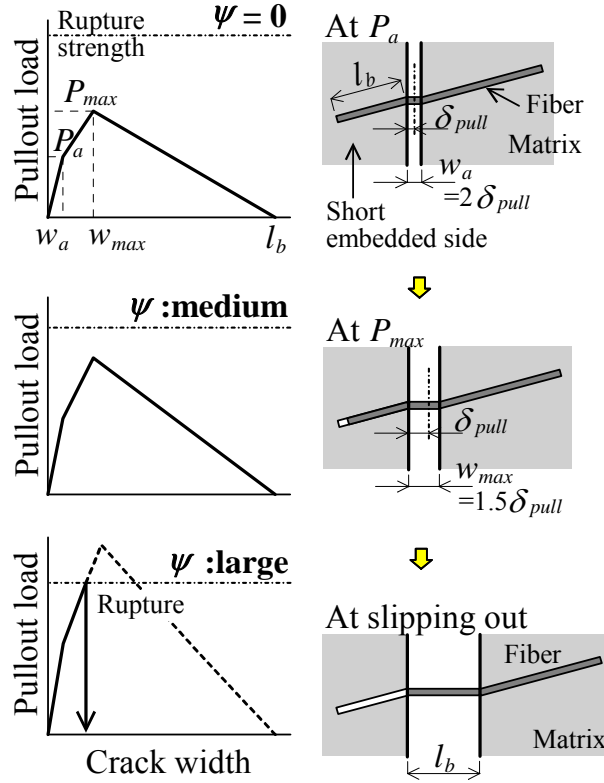 Rupture
strength
ψ = 0
Pullout load
P_max
P_a
w_a
w_max
l_b
At P_a
l_b
Fiber
δ_pull
Matrix
w_a
=2 δ_pull
Short
embedded side
ψ :medium
Pullout load
At P_max
δ_pull
w_max
=1.5δ_pull
ψ :large
Pullout load
Rupture
Crack width
At slipping out
Fiber
Matrix
l_b